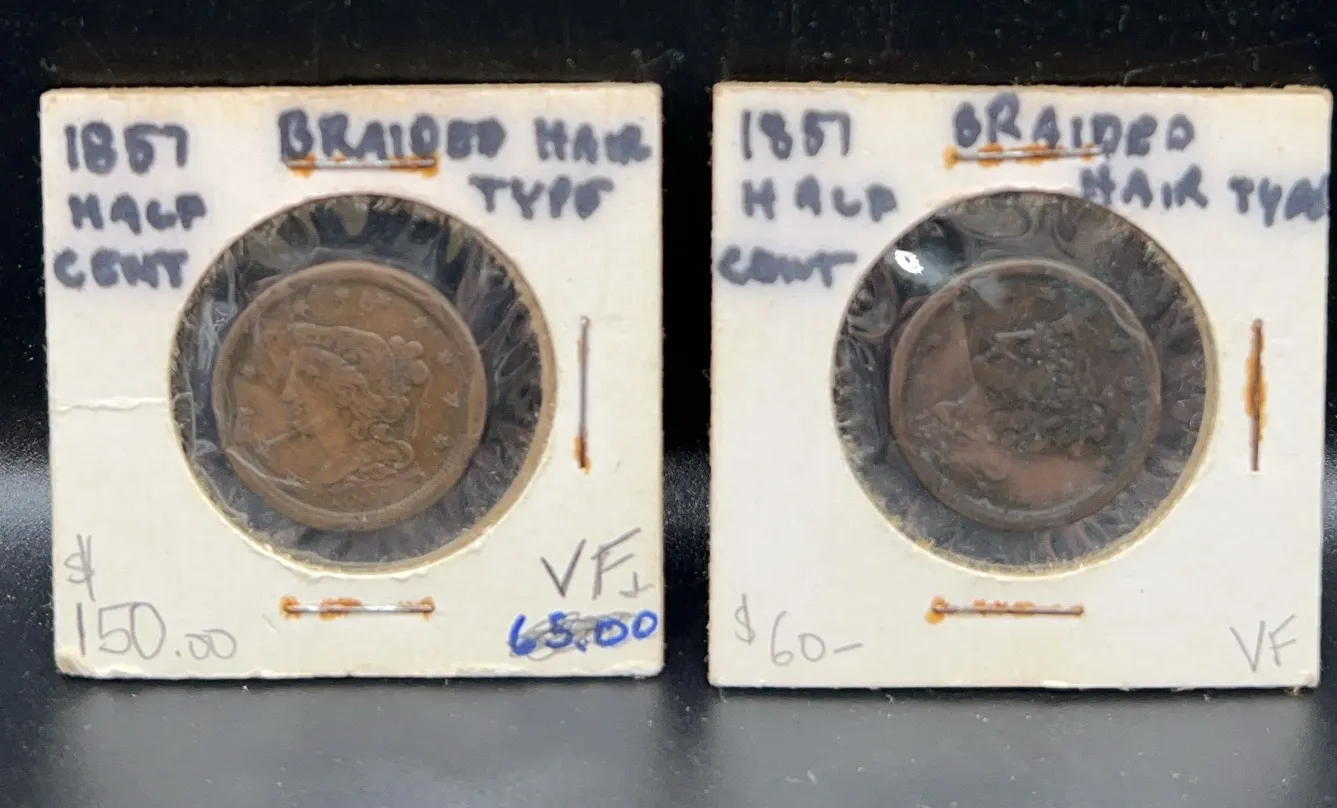 1857 BRAIDED HAIR
HALF TYPE
CENT
$
150.00
VF+
65.00
1857 BRAIDED
HALF HAIR TYPE
CENT
$60-
VF